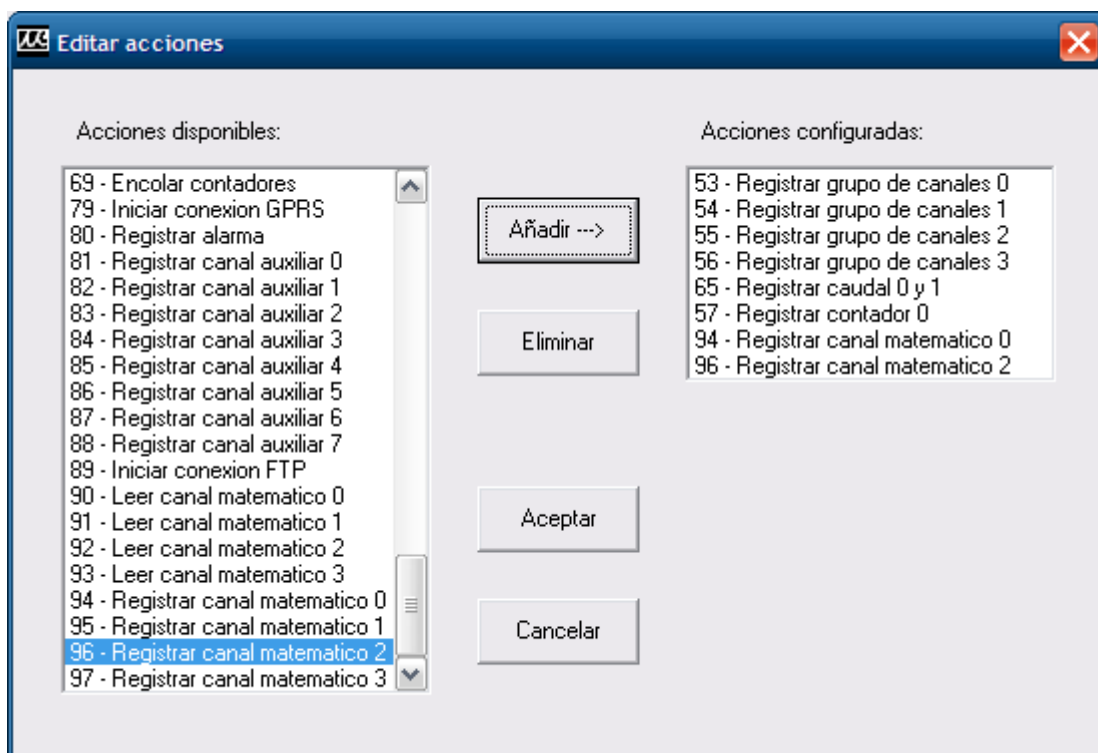 Editar acciones
Acciones disponibles:
69 - Encolar contadores
79 - Iniciar conexion GPRS
80 - Registrar alarma
81 - Registrar canal auxiliar 0
82 - Registrar canal auxiliar 1
83 - Registrar canal auxiliar 2
84 - Registrar canal auxiliar 3
85 - Registrar canal auxiliar 4
86 - Registrar canal auxiliar 5
87 - Registrar canal auxiliar 6
88 - Registrar canal auxiliar 7
89 - Iniciar conexion FTP
90 - Leer canal matematico 0
91 - Leer canal matematico 1
92 - Leer canal matematico 2
93 - Leer canal matematico 3
94 - Registrar canal matematico 0
95 - Registrar canal matematico 1
96 - Registrar canal matematico 2
97 - Registrar canal matematico 3
Añadir --->
Eliminar
Aceptar
Cancelar
Acciones configuradas:
53 - Registrar grupo de canales 0
54 - Registrar grupo de canales 1
55 - Registrar grupo de canales 2
56 - Registrar grupo de canales 3
65 - Registrar caudal 0 y 1
57 - Registrar contador 0
94 - Registrar canal matematico 0
96 - Registrar canal matematico 2